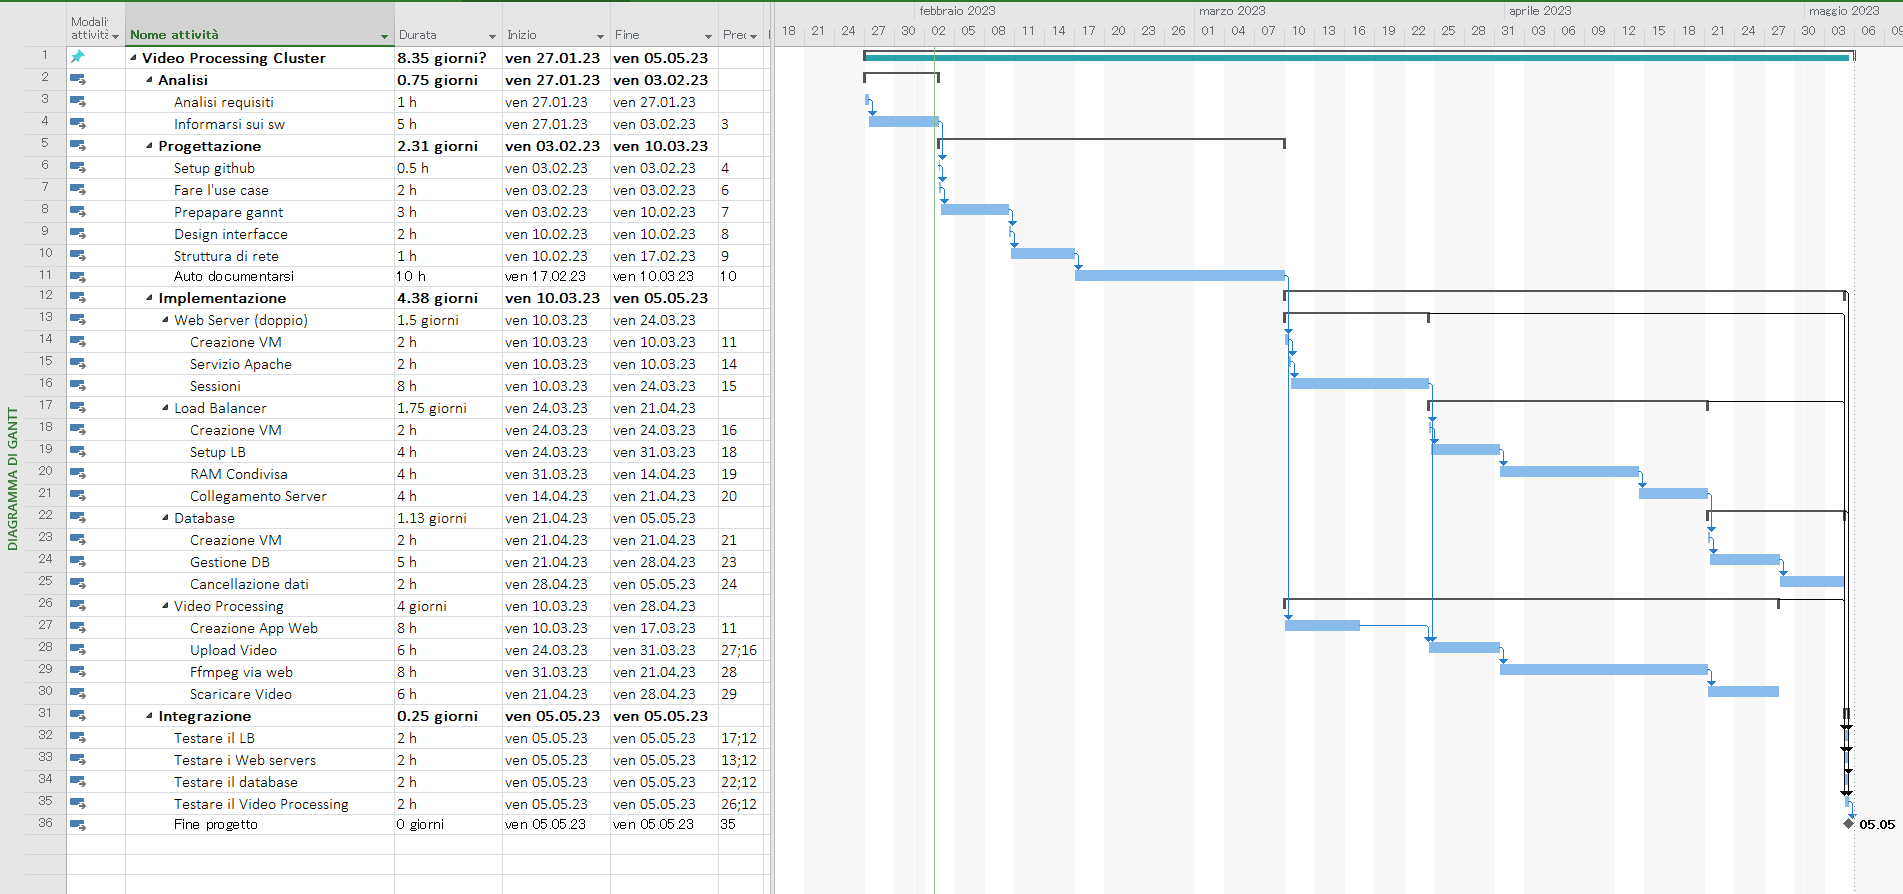 febbraio 2023 marzo 2023 aprile 2023 maggio 2023
Modali
attività Nome attività Durata Inizio Fine Prec 18 21 24 27 30 02 05 08 11 14 17 20 23 26 01 04 07 10 13 16 19 22 25 28 31 03 06 09 12 15 18 21 24 27 30 03 06 09
1 Video Processing Cluster 8.35 giorni? ven 27.01.23 ven 05.05.23
2 Analisi 0.75 giorni ven 27.01.23 ven 03.02.23
3 Analisi requisiti 1 h ven 27.01.23 ven 27.01.23
4 Informarsi sui sw 5 h ven 27.01.23 ven 03.02.23 3
5 Progettazione 2.31 giorni ven 03.02.23 ven 10.03.23
6 Setup github 0.5 h ven 03.02.23 ven 03.02.23 4
7 Fare l'use case 2 h ven 03.02.23 ven 03.02.23 6
8 Prepapare gannt 3 h ven 03.02.23 ven 10.02.23 7
9 Design interfacce 2 h ven 10.02.23 ven 10.02.23 8
10 Struttura di rete 1 h ven 10.02.23 ven 17.02.23 9
11 Auto documentarsi 10 h ven 17.02.23 ven 10.03.23 10
12 Implementazione 4.38 giorni ven 10.03.23 ven 05.05.23
13 Web Server (doppio) 1.5 giorni ven 10.03.23 ven 24.03.23
14 Creazione VM 2 h ven 10.03.23 ven 10.03.23 11
15 Servizio Apache 2 h ven 10.03.23 ven 10.03.23 14
16 Sessioni 8 h ven 10.03.23 ven 24.03.23 15
17 Load Balancer 1.75 giorni ven 24.03.23 ven 21.04.23
18 Creazione VM 2 h ven 24.03.23 ven 24.03.23 16
19 Setup LB 4 h ven 24.03.23 ven 31.03.23 18
20 RAM Condivisa 4 h ven 31.03.23 ven 14.04.23 19
21 Collegamento Server 4 h ven 14.04.23 ven 21.04.23 20
22 Database 1.13 giorni ven 21.04.23 ven 05.05.23
23 Creazione VM 2 h ven 21.04.23 ven 21.04.23 21
24 Gestione DB 5 h ven 21.04.23 ven 28.04.23 23
25 Cancellazione dati 2 h ven 28.04.23 ven 05.05.23 24
26 Video Processing 4 giorni ven 10.03.23 ven 28.04.23
27 Creazione App Web 8 h ven 10.03.23 ven 17.03.23 11
28 Upload Video 6 h ven 24.03.23 ven 31.03.23 27;16
29 Ffmpeg via web 8 h ven 31.03.23 ven 21.04.23 28
30 Scaricare Video 6 h ven 21.04.23 ven 28.04.23 29
31 Integrazione 0.25 giorni ven 05.05.23 ven 05.05.23
32 Testare il LB 2 h ven 05.05.23 ven 05.05.23 17;12
33 Testare i Web servers 2 h ven 05.05.23 ven 05.05.23 13;12
34 Testare il database 2 h ven 05.05.23 ven 05.05.23 22;12
35 Testare il Video Processing 2 h ven 05.05.23 ven 05.05.23 26;12
36 Fine progetto 0 giorni ven 05.05.23 ven 05.05.23 35 05.05
DIAGRAMMA DI GANTT